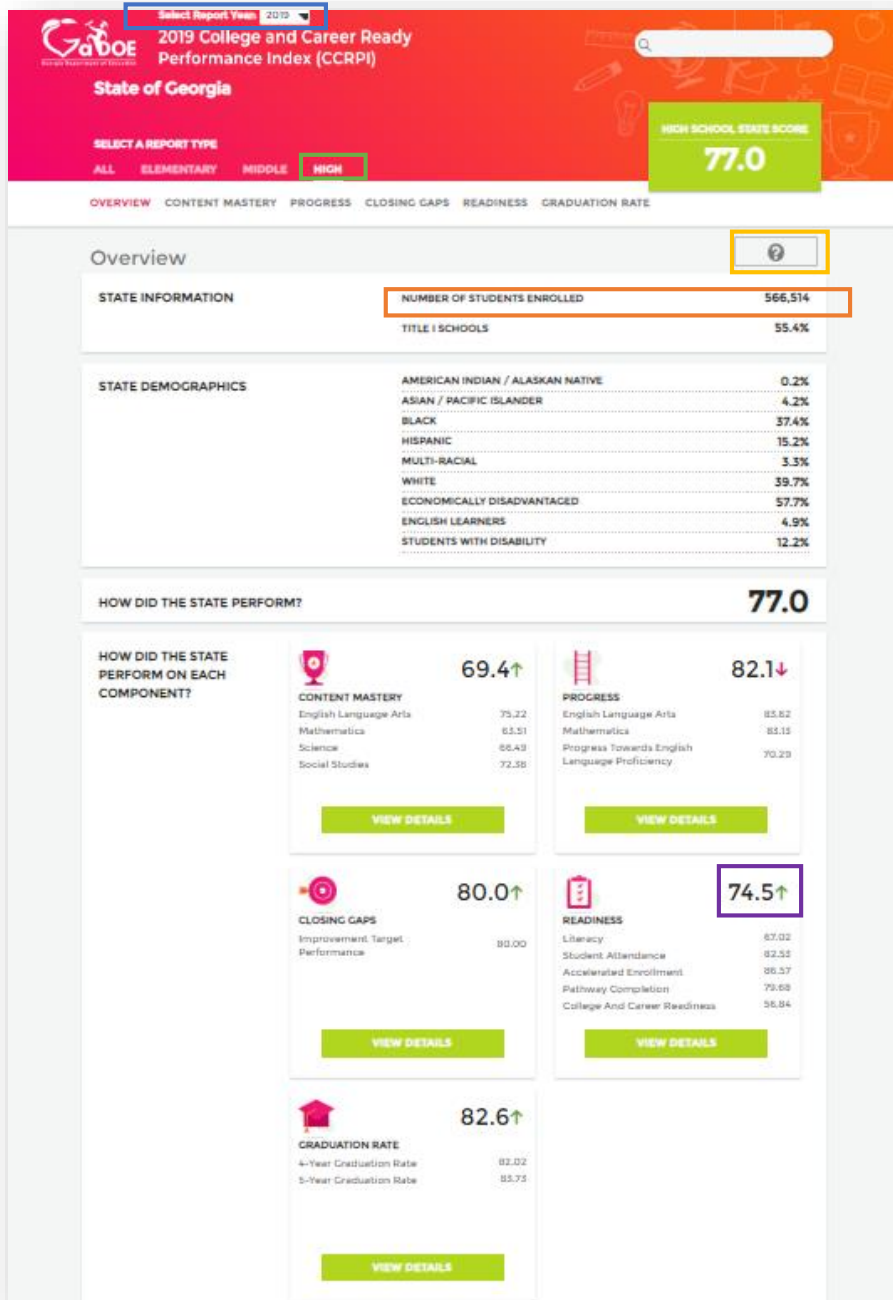 Select Report Year: 2019
GaDOE
Georgia Department of Education
2019 College and Career Ready
Performance Index (CCRPI)
State of Georgia
SELECT A REPORT TYPE
ALL ELEMENTARY MIDDLE HIGH
HIGH SCHOOL STATE SCORE
77.0
OVERVIEW CONTENT MASTERY PROGRESS CLOSING GAPS READINESS GRADUATION RATE
Overview
?
STATE INFORMATION
NUMBER OF STUDENTS ENROLLED 566,514
TITLE I SCHOOLS 55.4%
STATE DEMOGRAPHICS
AMERICAN INDIAN / ALASKAN NATIVE 0.2%
ASIAN / PACIFIC ISLANDER 4.2%
BLACK 37.4%
HISPANIC 15.2%
MULTI-RACIAL 3.3%
WHITE 39.7%
ECONOMICALLY DISADVANTAGED 57.7%
ENGLISH LEARNERS 4.9%
STUDENTS WITH DISABILITY 12.2%
HOW DID THE STATE PERFORM? 77.0
HOW DID THE STATE
PERFORM ON EACH
COMPONENT?
69.4↑
CONTENT MASTERY
English Language Arts 75.22
Mathematics 63.51
Science 66.49
Social Studies 72.36
VIEW DETAILS
82.1↓
PROGRESS
English Language Arts 83.62
Mathematics 83.13
Progress Towards English
Language Proficiency 70.29
VIEW DETAILS
80.0↑
CLOSING GAPS
Improvement Target
Performance 80.00
VIEW DETAILS
74.5↑
READINESS
Literacy 67.02
Student Attendance 82.53
Accelerated Enrollment 86.57
Pathway Completion 79.68
College And Career Readiness 56.84
VIEW DETAILS
82.6↑
GRADUATION RATE
4-Year Graduation Rate 82.02
5-Year Graduation Rate 83.73
VIEW DETAILS